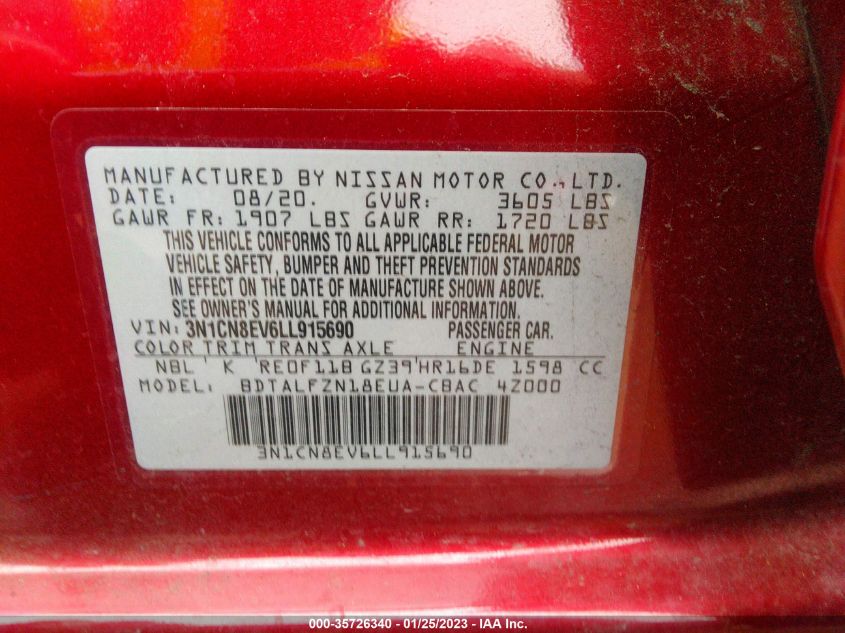 MANUFACTURED BY NISSAN MOTOR CO., LTD.
DATE: 08/20. GVWR: 3605 LBS
GAWR FR: 1907 LBS GAWR RR: 1720 LBS
THIS VEHICLE CONFORMS TO ALL APPLICABLE FEDERAL MOTOR
VEHICLE SAFETY, BUMPER AND THEFT PREVENTION STANDARDS
IN EFFECT ON THE DATE OF MANUFACTURE SHOWN ABOVE.
SEE OWNER'S MANUAL FOR ADDITIONAL INFORMATION.
VIN: 3N1CN8EV6LL915690 PASSENGER CAR.
COLOR TRIM TRANS AXLE ENGINE
NBL K RE0F11B GZ39 HR16DE 1598 CC
MODEL: BDTALFZN18EUA-CBAC 4Z000
3N1CN8EV6LL915690
000-35726340 - 01/25/2023 - IAA Inc.